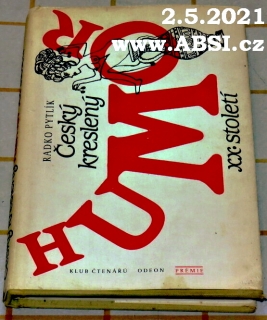 2.5.2021
www.ABSI.cz
RADKO PYTLÍK
Český
kreslený
HUMOR
XX. století
KLUB ČTENÁŘŮ ODEON PRÉMIE